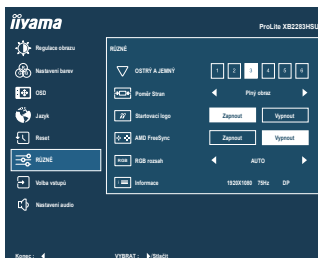 iiyama
ProLite XB2283HSU
Regulace obrazu
Nastavení barev
OSD
Jazyk
Reset
RŮZNÉ
Volba vstupů
Nastavení audio
RŮZNÉ
OSTRÝ A JEMNÝ 1 2 3 4 5 6
Poměr Stran Plný obraz
Startovací logo Zapnout Vypnout
AMD FreeSync Zapnout Vypnout
RGB RGB rozsah AUTO
Informace 1920X1080 75Hz DP
Konec : VYBRAT : /Stlačit